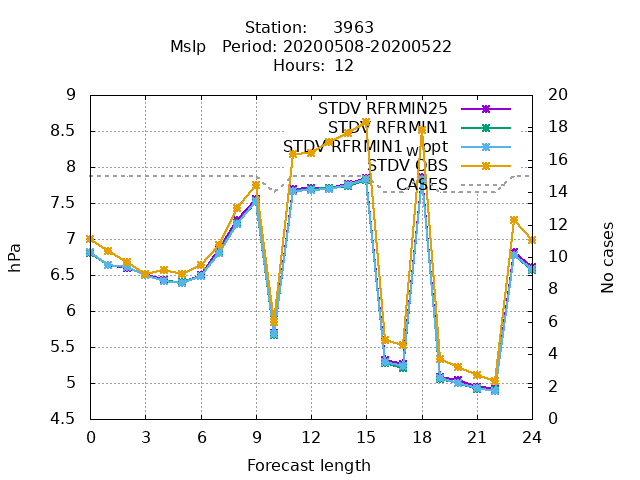 Station:     3963
Mslp   Period: 20200508-20200522
Hours:  12
9
8.5
8
7.5
7
6.5
6
5.5
5
4.5
hPa
STDV RFRMIN25
STDV RFRMIN1
STDV RFRMIN1_wopt
STDV OBS
CASES
20
18
16
14
12
10
8
6
4
2
0
No cases
0 3 6 9 12 15 18 21 24
Forecast length